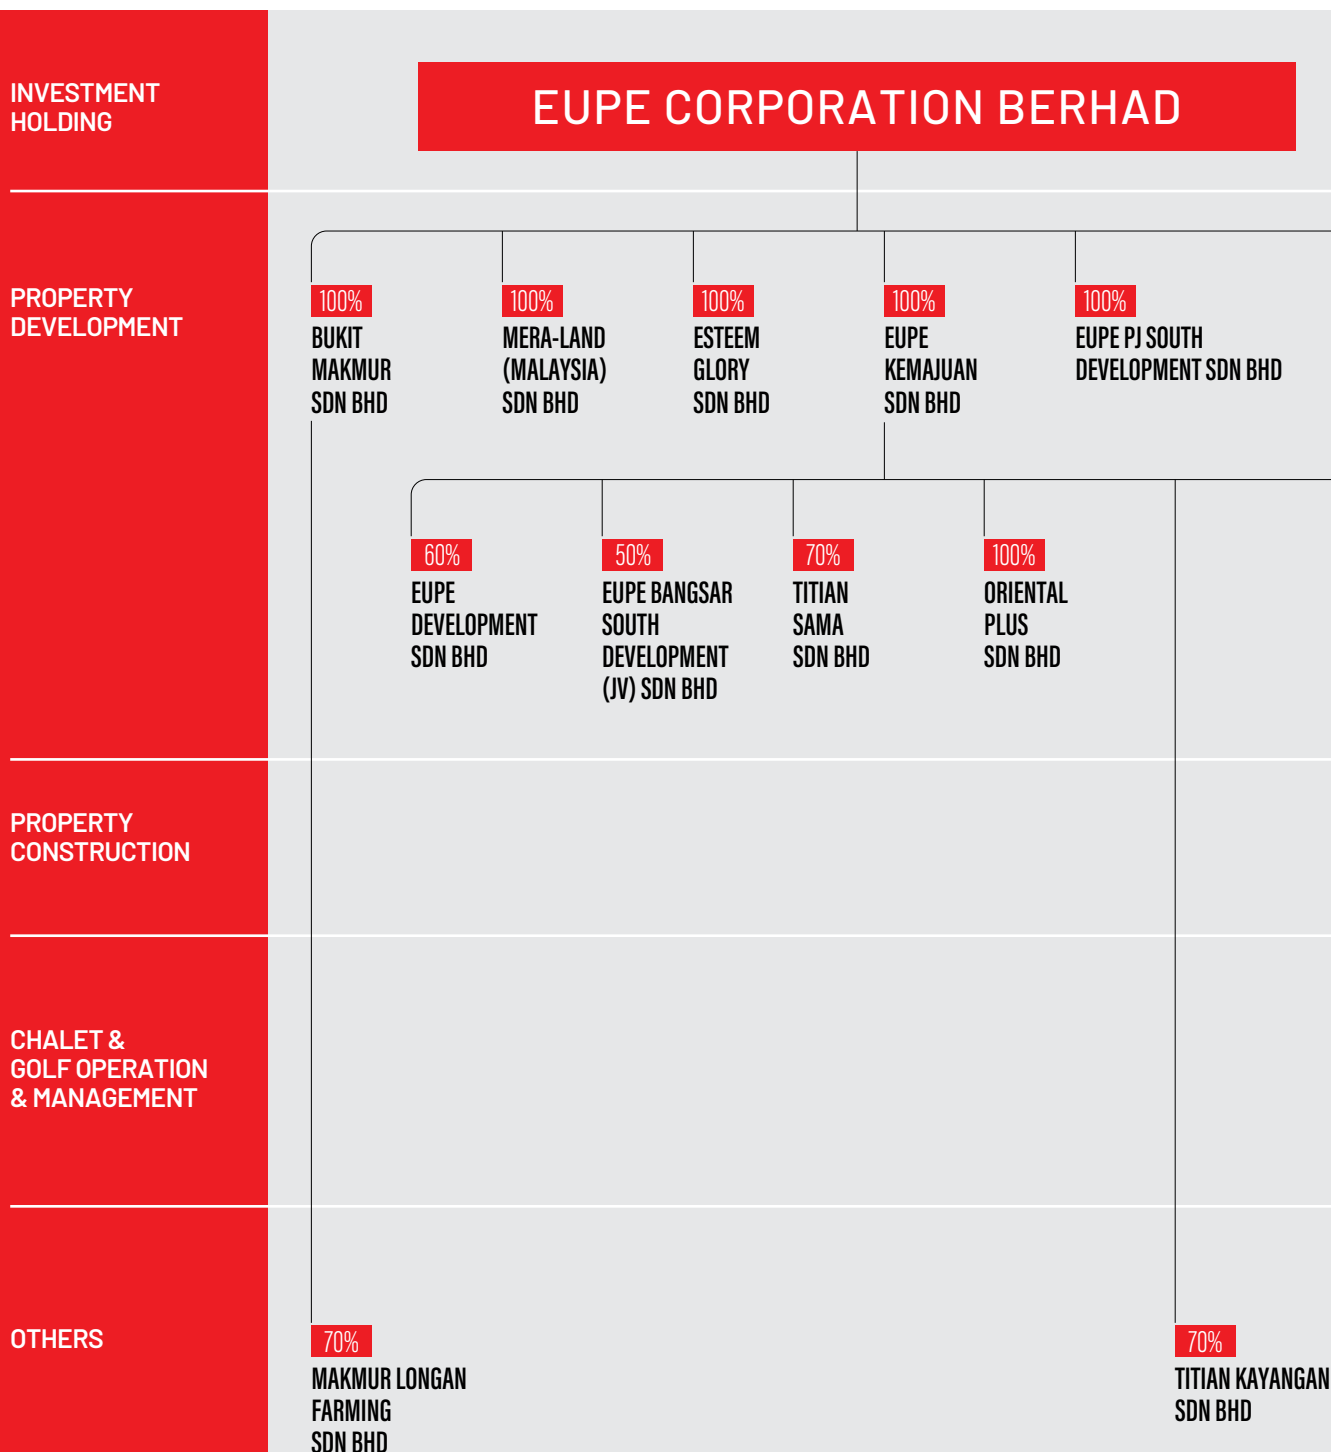 INVESTMENT
HOLDING
EUPE CORPORATION BERHAD
PROPERTY
DEVELOPMENT
100%
BUKIT
MAKMUR
SDN BHD
100%
MERA-LAND
(MALAYSIA)
SDN BHD
100%
ESTEEM
GLORY
SDN BHD
100%
EUPE
KEMAJUAN
SDN BHD
100%
EUPE PJ SOUTH
DEVELOPMENT SDN BHD
60%
EUPE
DEVELOPMENT
SDN BHD
50%
EUPE BANGSAR
SOUTH
DEVELOPMENT
(JV) SDN BHD
70%
TITIAN
SAMA
SDN BHD
100%
ORIENTAL
PLUS
SDN BHD
PROPERTY
CONSTRUCTION
CHALET &
GOLF OPERATION
& MANAGEMENT
OTHERS
70%
MAKMUR LONGAN
FARMING
SDN BHD
70%
TITIAN KAYANGAN
SDN BHD